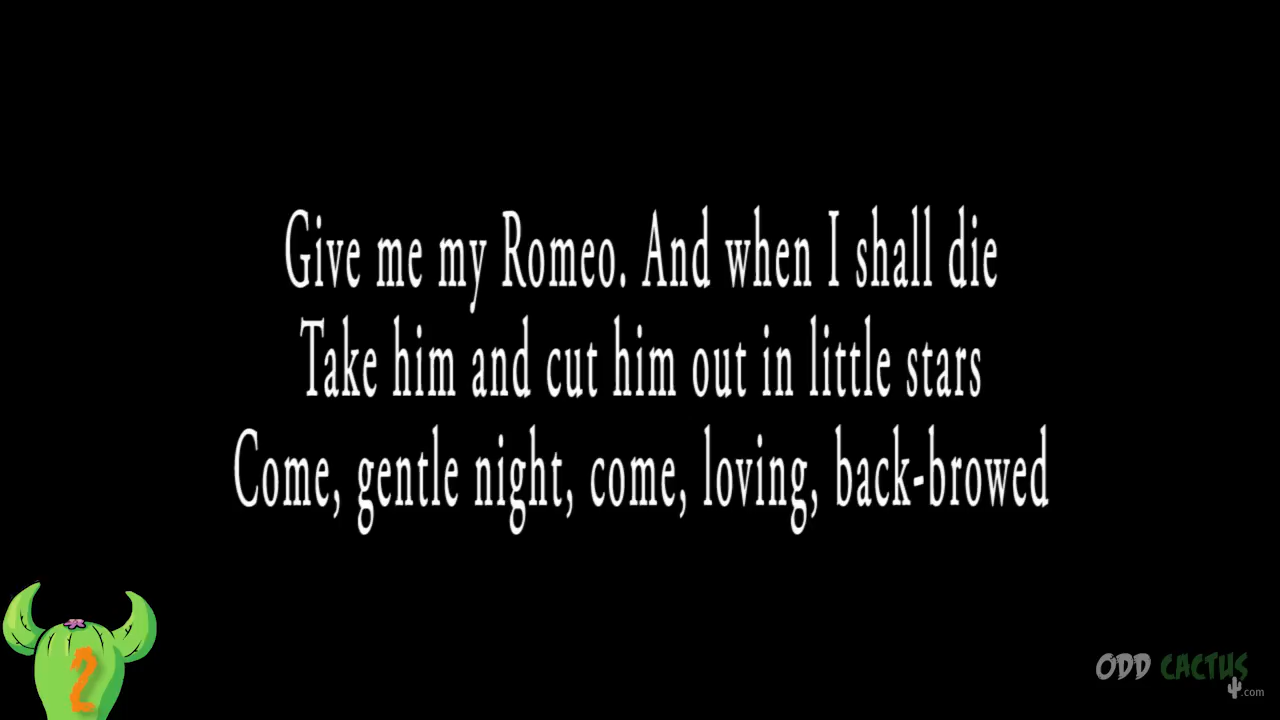 Give me my Romeo. And when I shall die
Take him and cut him out in little stars
Come, gentle night, come, loving, back-browed
2
ODD CACTUS
.com